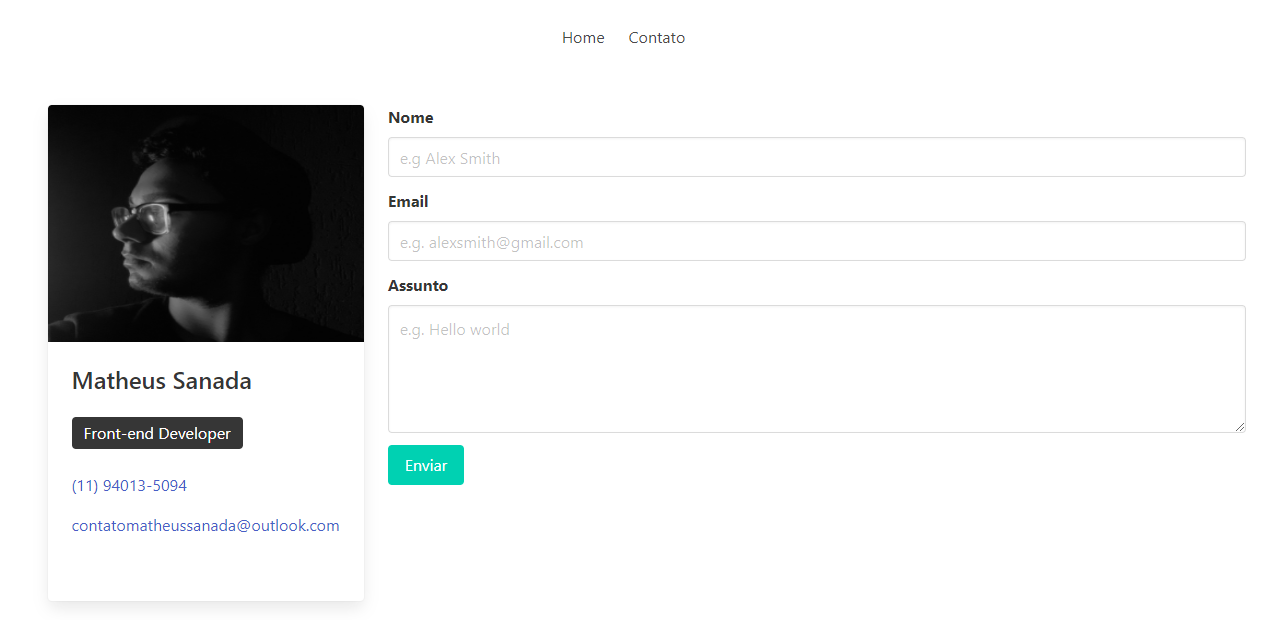 Home Contato
Nome
e.g Alex Smith
Email
e.g. alexsmith@gmail.com
Assunto
e.g. Hello world
Enviar
Matheus Sanada
Front-end Developer
(11) 94013-5094
contatomatheussanada@outlook.com